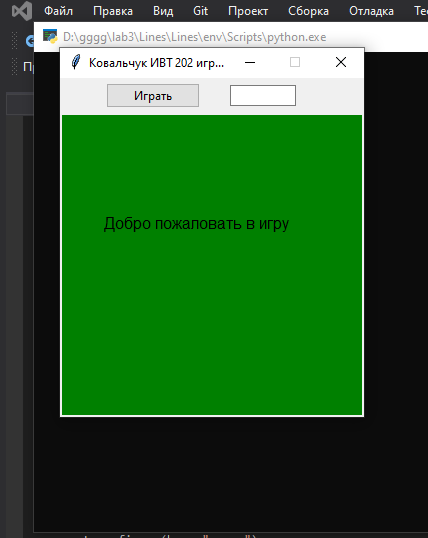 Файл Правка Вид Git Проект Сборка Отладка
D:\gggg\lab3\Lines\Lines\env\Scripts\python.exe
Ковальчук ИВТ 202 игр...
Играть
Добро пожаловать в игру